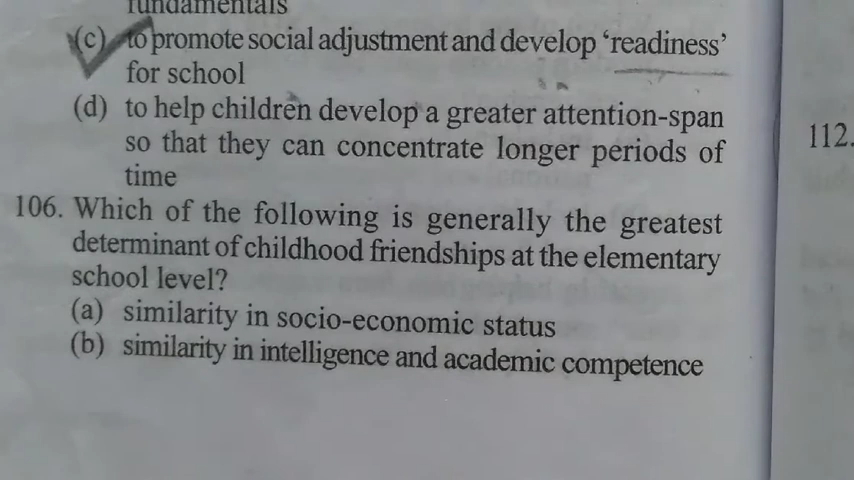 fundamentals
(c) to promote social adjustment and develop ‘readiness’
for school
(d) to help children develop a greater attention-span
so that they can concentrate longer periods of
time
106. Which of the following is generally the greatest
determinant of childhood friendships at the elementary
school level?
(a) similarity in socio-economic status
(b) similarity in intelligence and academic competence
112.